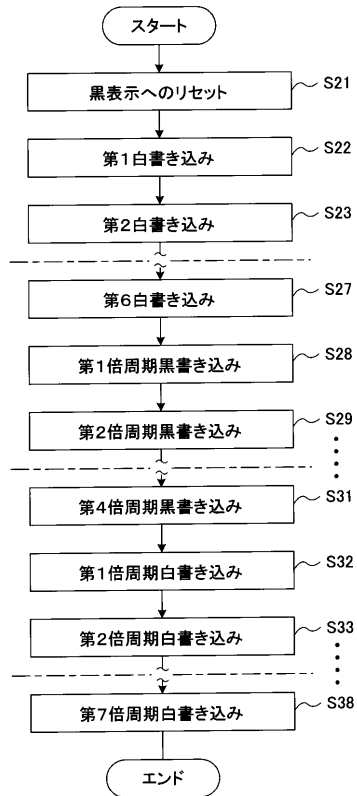 スタート
黒表示へのリセット S21
第1白書き込み S22
第2白書き込み S23
第6白書き込み S27
第1倍周期黒書き込み S28
第2倍周期黒書き込み S29
第4倍周期黒書き込み S31
第1倍周期白書き込み S32
第2倍周期白書き込み S33
第7倍周期白書き込み S38
エンド